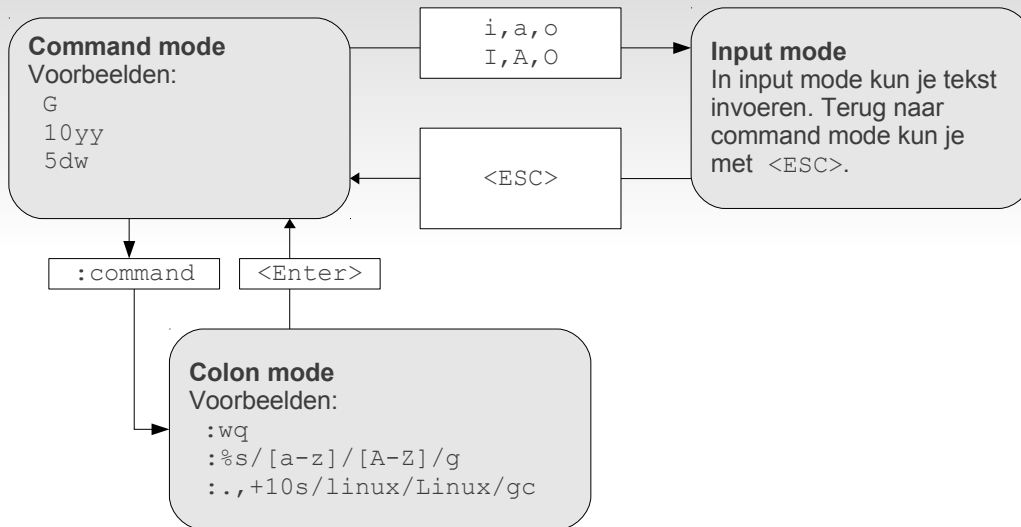 Command mode
Voorbeelden:
G
10yy
5dw
i,a,o
I,A,O
Input mode
In input mode kun je tekst
invoeren. Terug naar
command mode kun je
met <ESC>.
<ESC>
:command
<Enter>
Colon mode
Voorbeelden:
:wq
:%s/[a-z]/[A-Z]/g
:.,+10s/linux/Linux/gc